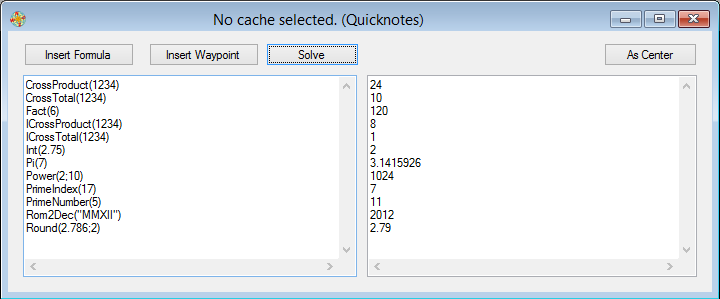 No cache selected. (Quicknotes)
Insert Formula Insert Waypoint Solve As Center
CrossProduct(1234)
CrossTotal(1234)
Fact(6)
ICrossProduct(1234)
ICrossTotal(1234)
Int(2.75)
Pi(7)
Power(2;10)
PrimeIndex(17)
PrimeNumber(5)
Rom2Dec("MMXII")
Round(2.786;2)
24
10
120
8
1
2
3.1415926
1024
7
11
2012
2.79